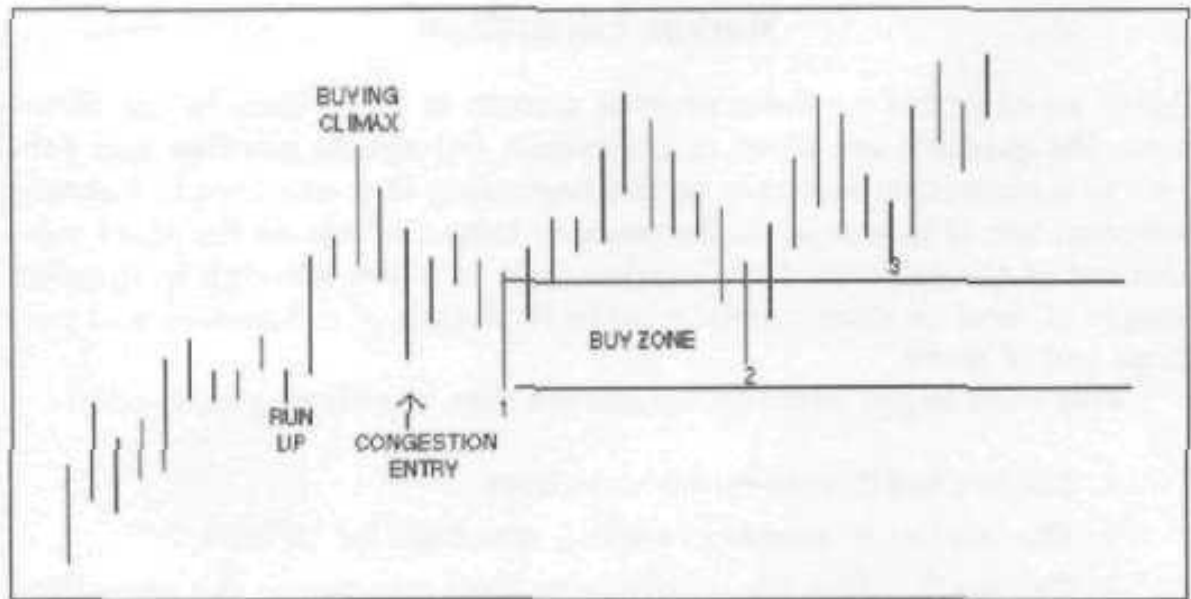 BUYING
CLIMAX
RUN
UP
CONGESTION
ENTRY
1
BUY ZONE
2
3